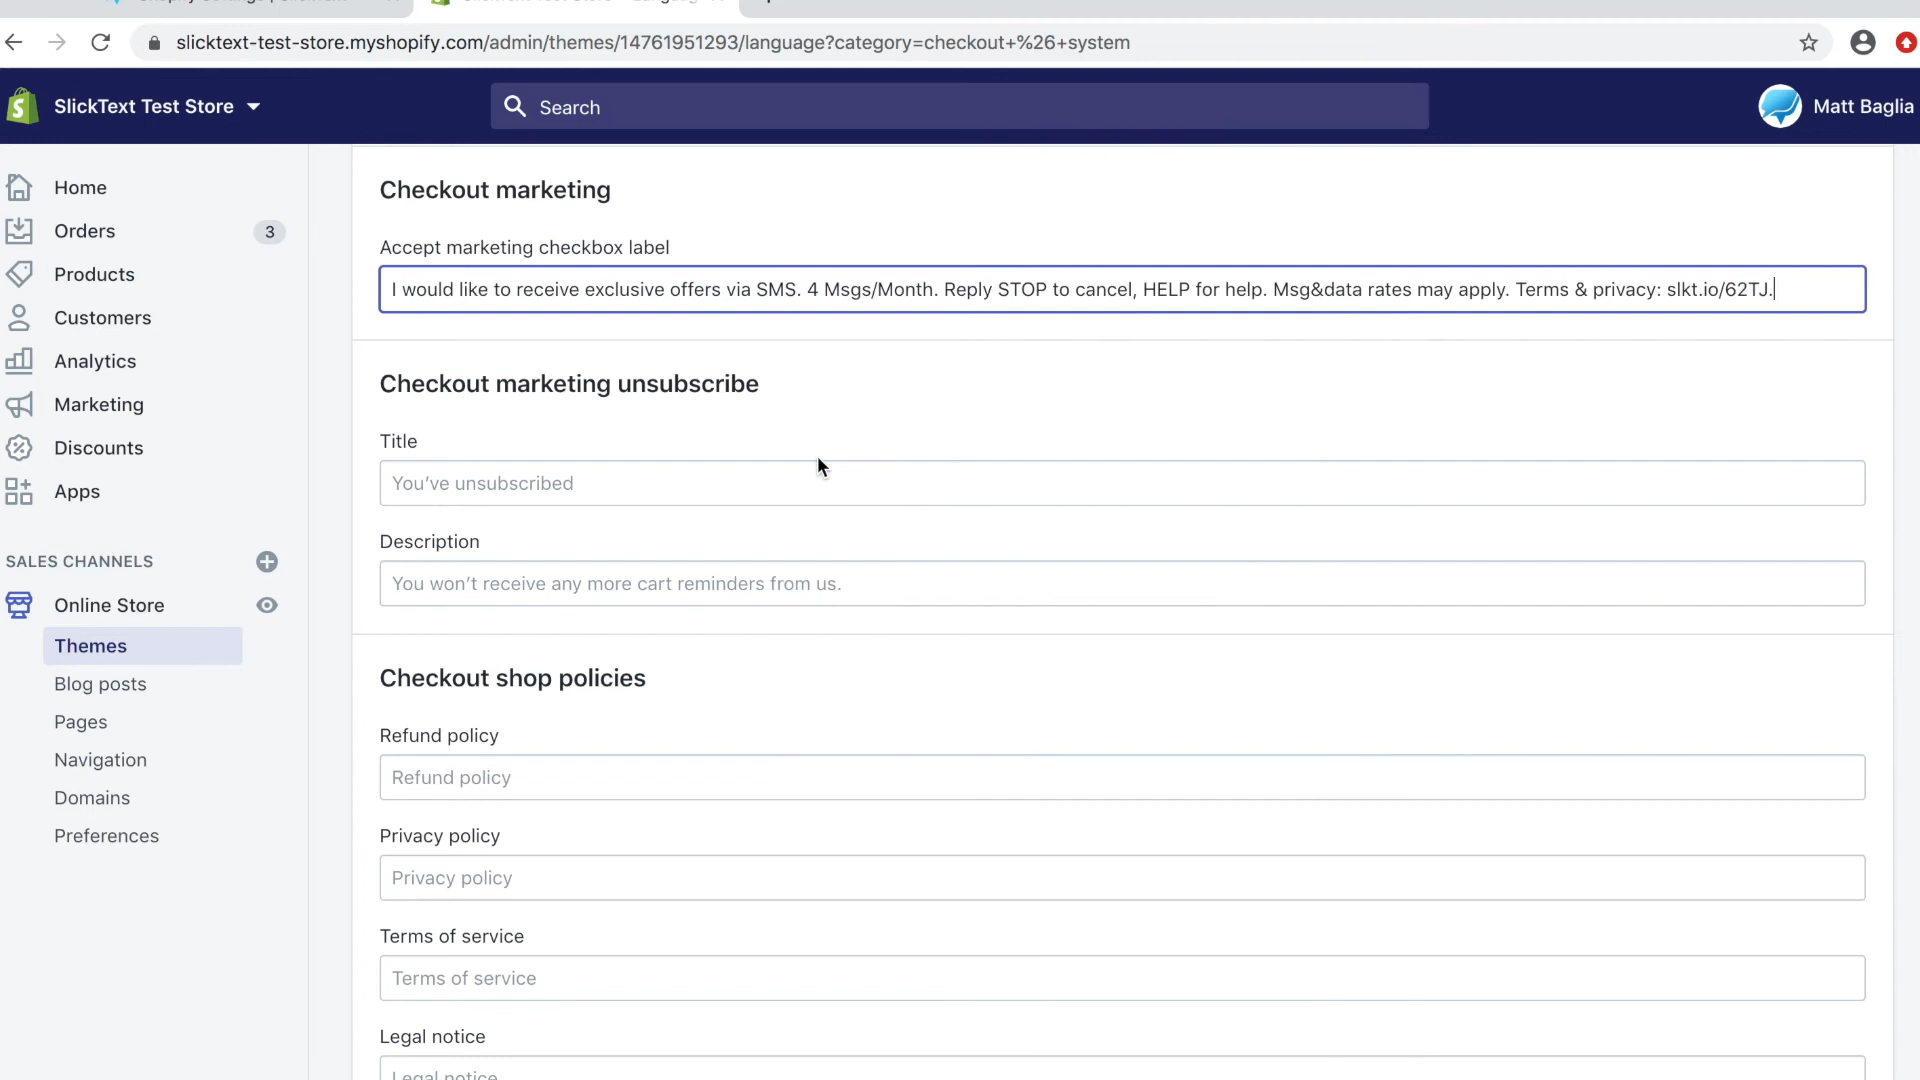 slicktext-test-store.myshopify.com/admin/themes/14761951293/language?category=checkout+%26+system
SlickText Test Store
Search
Matt Baglia
Home
Orders
3
Products
Customers
Analytics
Marketing
Discounts
Apps
SALES CHANNELS
Online Store
Themes
Blog posts
Pages
Navigation
Domains
Preferences
Checkout marketing
Accept marketing checkbox label
I would like to receive exclusive offers via SMS. 4 Msgs/Month. Reply STOP to cancel, HELP for help. Msg&data rates may apply. Terms & privacy: slkt.io/62TJ.
Checkout marketing unsubscribe
Title
You’ve unsubscribed
Description
You won’t receive any more cart reminders from us.
Checkout shop policies
Refund policy
Refund policy
Privacy policy
Privacy policy
Terms of service
Terms of service
Legal notice
Legal notice